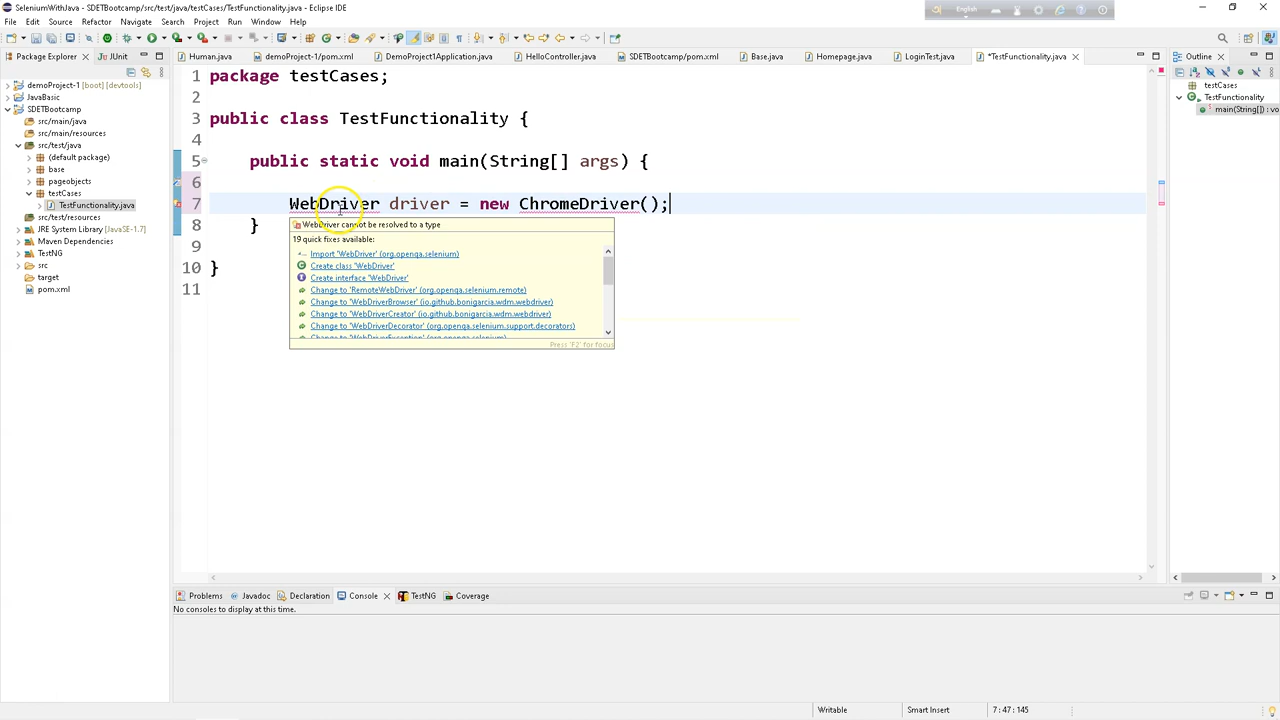 SeleniumWithJava - SDETBootcamp/src/test/java/testCases/TestFunctionality.java - Eclipse IDE
English
File Edit Source Refactor Navigate Search Project Run Window Help
Package Explorer
JUnit
Human.java
demoProject-1/pom.xml
DemoProject1Application.java
HelloController.java
SDETBootcamp/pom.xml
Base.java
Homepage.java
LoginTest.java
*TestFunctionality.java
Outline
demoProject-1 [boot] [devtools]
JavaBasic
SDETBootcamp
src/main/java
src/main/resources
src/test/java
(default package)
base
pageobjects
testCases
TestFunctionality.java
src/test/resources
JRE System Library [JavaSE-1.7]
Maven Dependencies
TestNG
src
target
pom.xml
1 package testCases;
2
3 public class TestFunctionality {
4
5 public static void main(String[] args) {
6
7 WebDriver driver = new ChromeDriver();
8 }
9
10 }
11
WebDriver cannot be resolved to a type
19 quick fixes available:
Import 'WebDriver' (org.openqa.selenium)
Create class 'WebDriver'
Create interface 'WebDriver'
Change to 'RemoteWebDriver' (org.openqa.selenium.remote)
Change to 'WebDriverBrowser' (io.github.bonigarcia.wdm.webdriver)
Change to 'WebDriverCreator' (io.github.bonigarcia.wdm.webdriver)
Change to 'WebDriverDecorator' (org.openqa.selenium.support.decorators)
Change to 'WebDriverException' (org.openqa.selenium)
Press 'F2' for focus
testCases
TestFunctionality
main(String[]) : vo
Problems
Javadoc
Declaration
Console
TestNG
Coverage
No consoles to display at this time.
Writable
Smart Insert
7 : 47 : 145